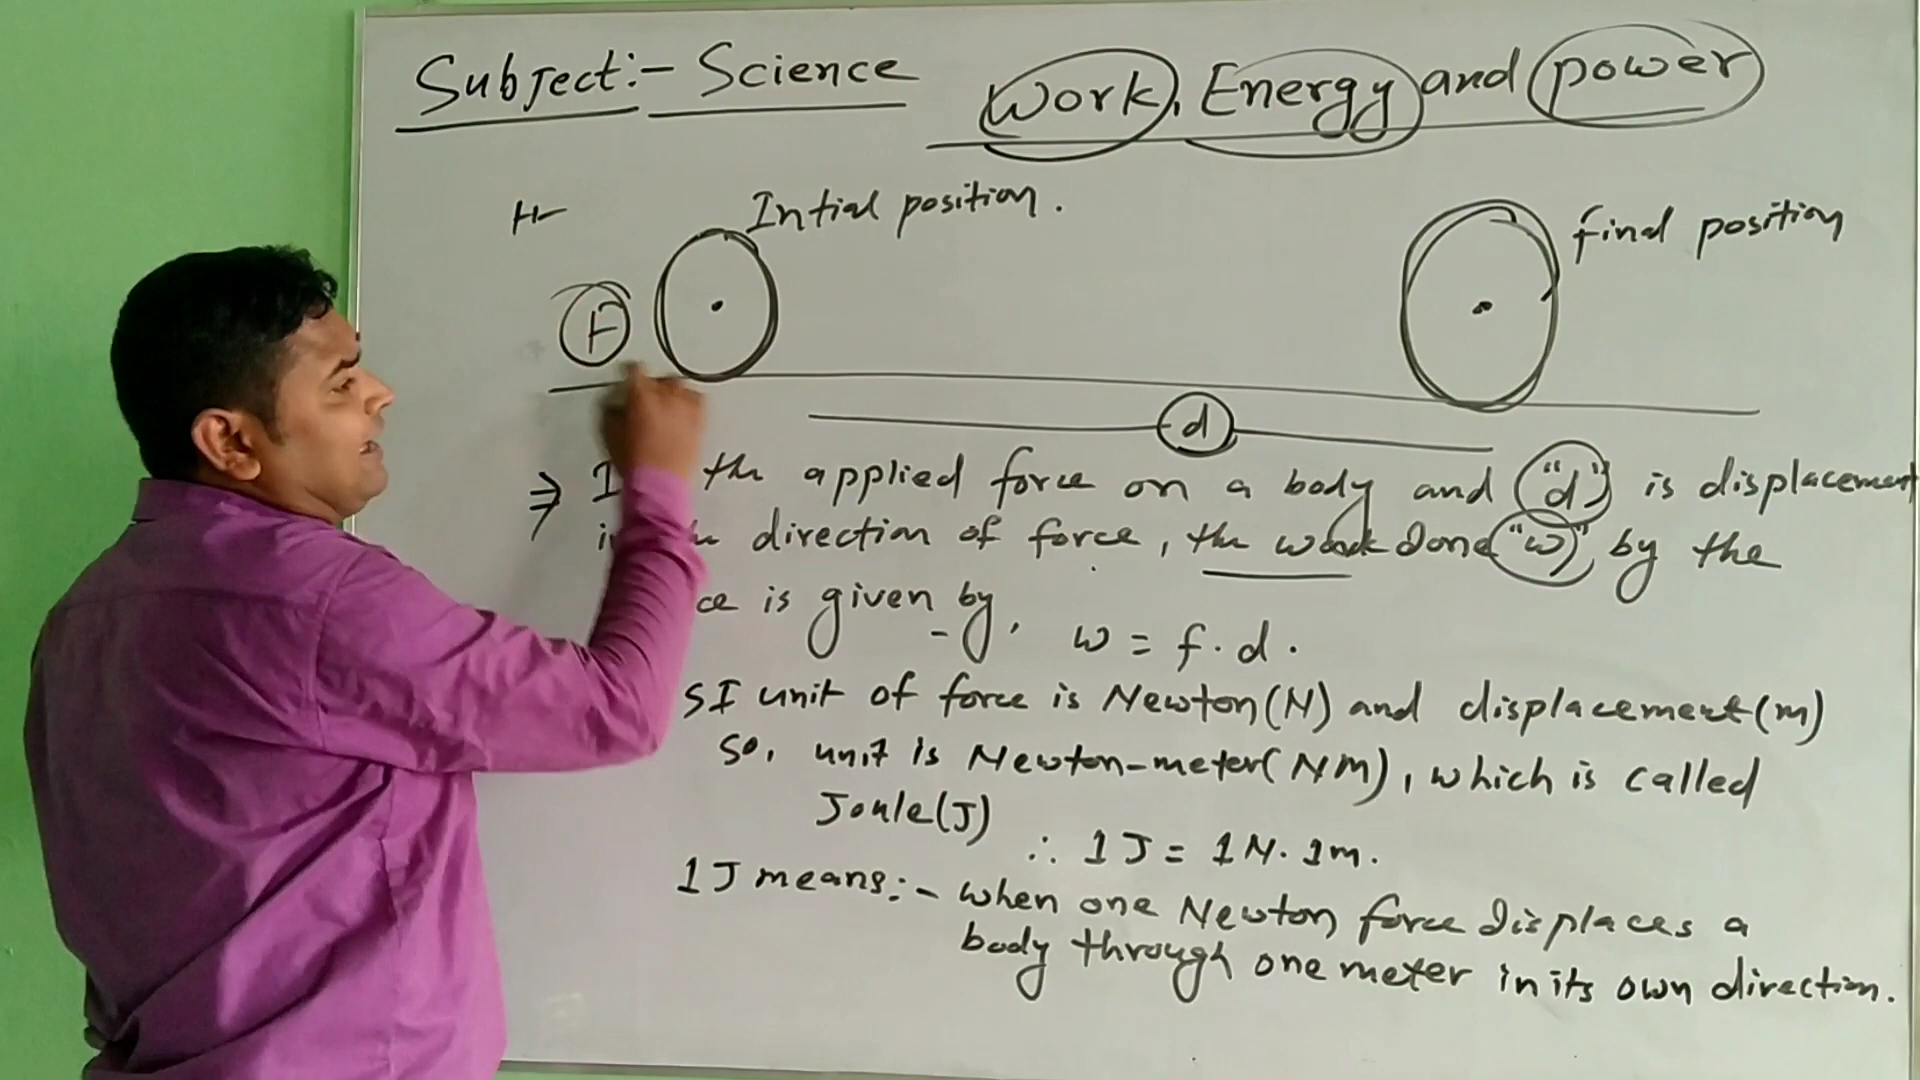 Subject:- Science
Work, Energy and power
Intial position.
final position
F
d
⇒ I the applied force on a body and "d" is displacement
direction of force, the work done "w" by the
ce is given by, w = f.d.
SI unit of force is Newton(N) and displacement(m)
So, unit is Newton-meter(NM), which is called
Joule(J)
∴ 1J = 1N.1m.
1J means:- when one Newton force displaces a
body through one meter in its own direction.